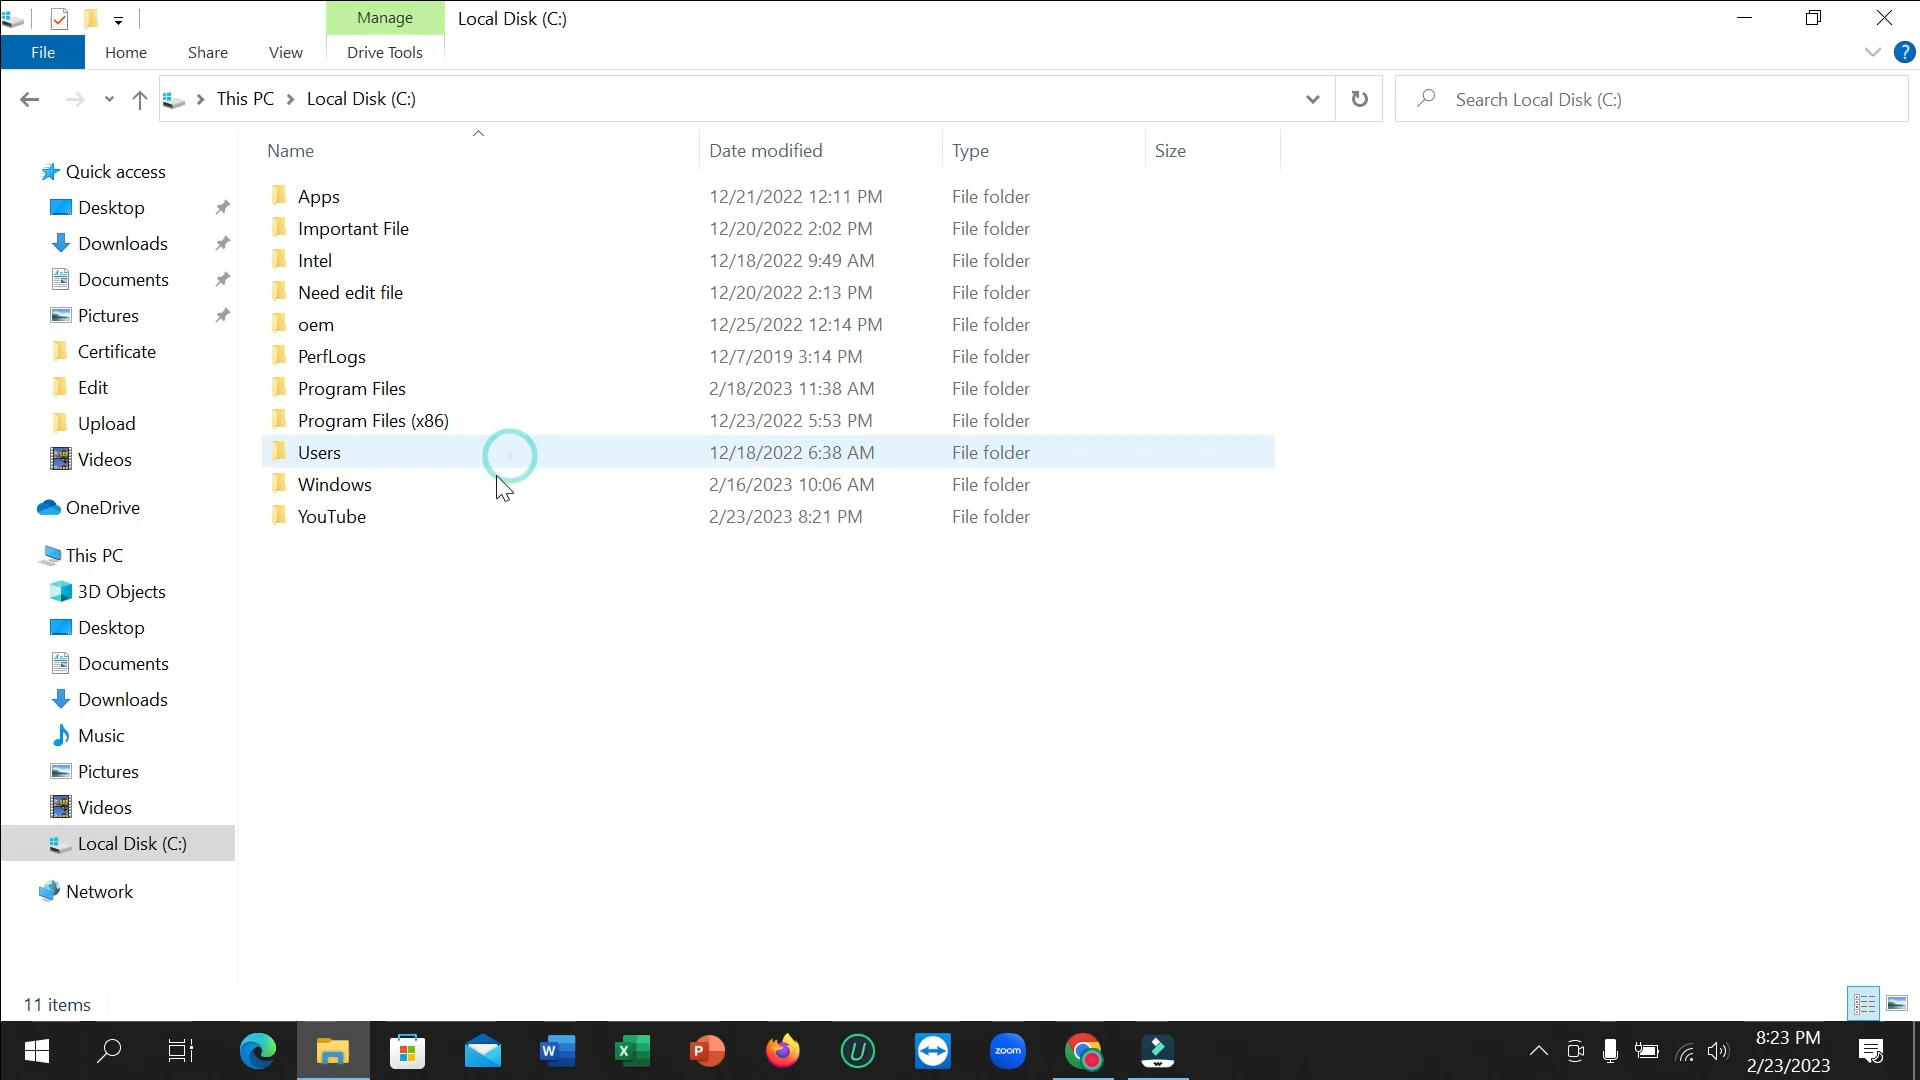 Manage
Local Disk (C:)
File
Home
Share
View
Drive Tools
?
This PC
Local Disk (C:)
Search Local Disk (C:)
Name
Date modified
Type
Size
Quick access
Desktop
Downloads
Documents
Pictures
Certificate
Edit
Upload
Videos
OneDrive
This PC
3D Objects
Desktop
Documents
Downloads
Music
Pictures
Videos
Local Disk (C:)
Network
Apps 12/21/2022 12:11 PM File folder
Important File 12/20/2022 2:02 PM File folder
Intel 12/18/2022 9:49 AM File folder
Need edit file 12/20/2022 2:13 PM File folder
oem 12/25/2022 12:14 PM File folder
PerfLogs 12/7/2019 3:14 PM File folder
Program Files 2/18/2023 11:38 AM File folder
Program Files (x86) 12/23/2022 5:53 PM File folder
Users 12/18/2022 6:38 AM File folder
Windows 2/16/2023 10:06 AM File folder
YouTube 2/23/2023 8:21 PM File folder
11 items
W
X
P
U
zoom
8:23 PM
2/23/2023